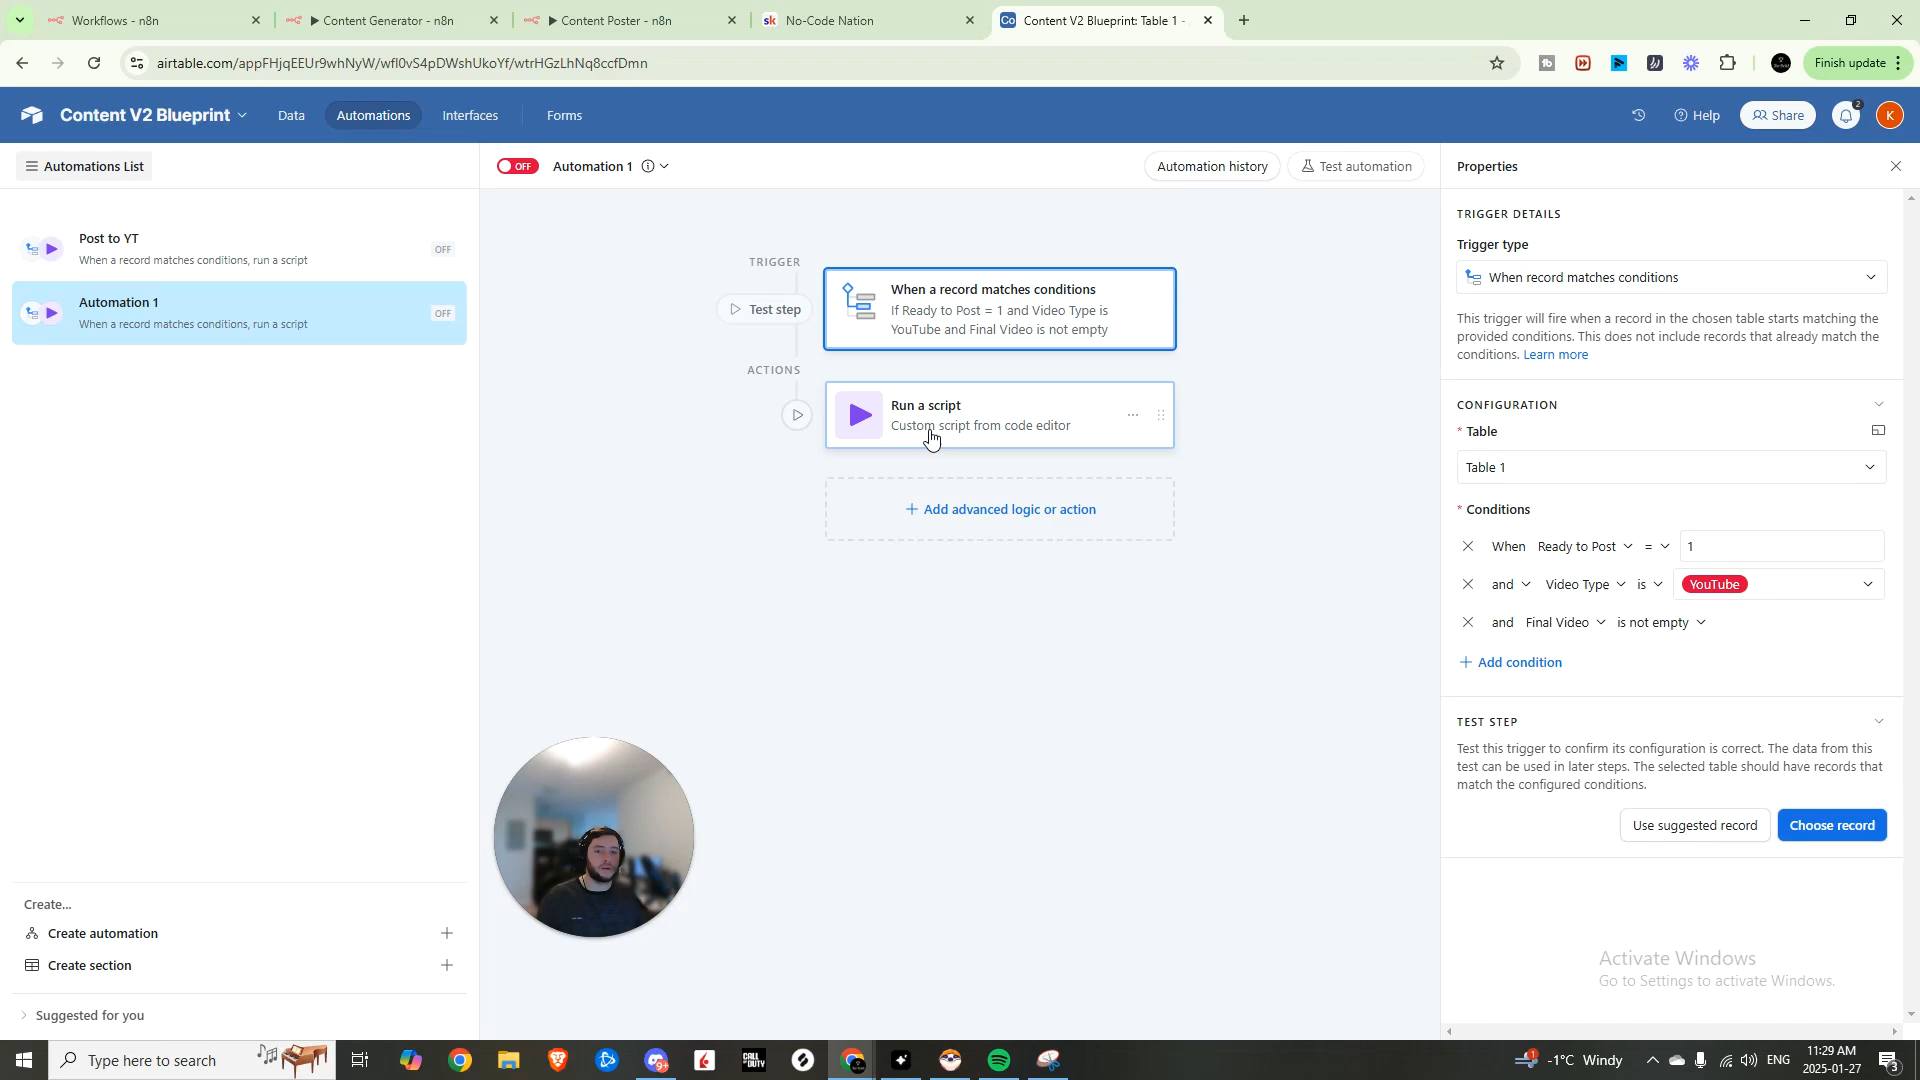 Workflows - n8n
Content Generator - n8n
Content Poster - n8n
sk No-Code Nation
Co Content V2 Blueprint: Table 1 -
airtable.com/appFHjqEEUr9whNyW/wfl0vS4pDWshUkoYf/wtrHGzLhNq8ccfDmn
Finish update
Content V2 Blueprint
Data
Automations
Interfaces
Forms
Help
Share
2
K
Automations List
OFF
Automation 1
Automation history
Test automation
Properties
Post to YT
When a record matches conditions, run a script
OFF
Automation 1
When a record matches conditions, run a script
OFF
TRIGGER
Test step
When a record matches conditions
If Ready to Post = 1 and Video Type is
YouTube and Final Video is not empty
ACTIONS
Run a script
Custom script from code editor
Add advanced logic or action
TRIGGER DETAILS
Trigger type
When record matches conditions
This trigger will fire when a record in the chosen table starts matching the
provided conditions. This does not include records that already match the
conditions. Learn more
CONFIGURATION
* Table
Table 1
* Conditions
When Ready to Post = 1
and Video Type is YouTube
and Final Video is not empty
Add condition
TEST STEP
Test this trigger to confirm its configuration is correct. The data from this
test can be used in later steps. The selected table should have records that
match the configured conditions.
Use suggested record
Choose record
Create...
Create automation
Create section
Suggested for you
Activate Windows
Go to Settings to activate Windows.
Type here to search
9+
CALL OF DUTY
1
-1°C Windy
ENG
11:29 AM
2025-01-27
3